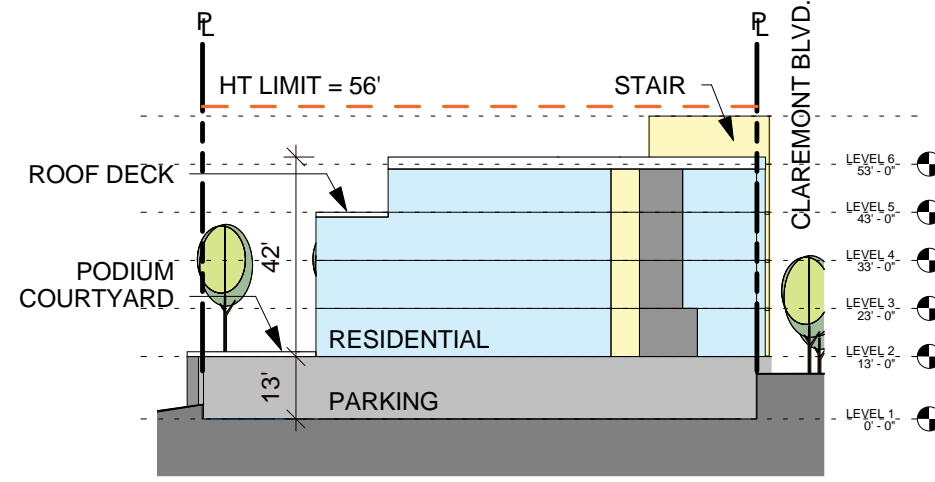 PL
PL
CLAREMONT BLVD.
HT LIMIT = 56'
STAIR
ROOF DECK
PODIUM
COURTYARD
42'
RESIDENTIAL
13'
PARKING
LEVEL 6
53' - 0"
LEVEL 5
43' - 0"
LEVEL 4
33' - 0"
LEVEL 3
23' - 0"
LEVEL 2
13' - 0"
LEVEL 1
0' - 0"